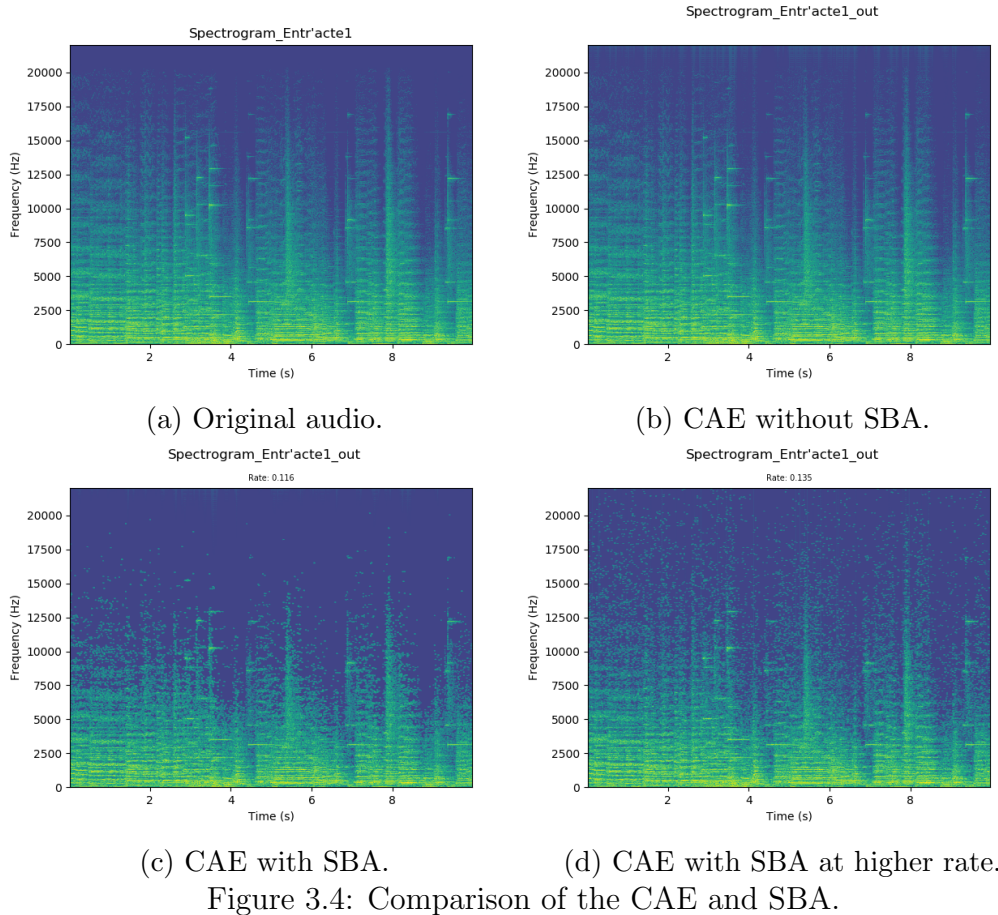 Spectrogram_Entr'acte1
20000
17500
15000
12500
10000
7500
5000
2500
0
Frequency (Hz)
2 4 6 8
Time (s)
(a) Original audio.
Spectrogram_Entr'acte1_out
20000
17500
15000
12500
10000
7500
5000
2500
0
Frequency (Hz)
2 4 6 8
Time (s)
(b) CAE without SBA.
Spectrogram_Entr'acte1_out
Rate: 0.116
20000
17500
15000
12500
10000
7500
5000
2500
0
Frequency (Hz)
2 4 6 8
Time (s)
(c) CAE with SBA.
Spectrogram_Entr'acte1_out
Rate: 0.135
20000
17500
15000
12500
10000
7500
5000
2500
0
Frequency (Hz)
2 4 6 8
Time (s)
(d) CAE with SBA at higher rate.
Figure 3.4: Comparison of the CAE and SBA.